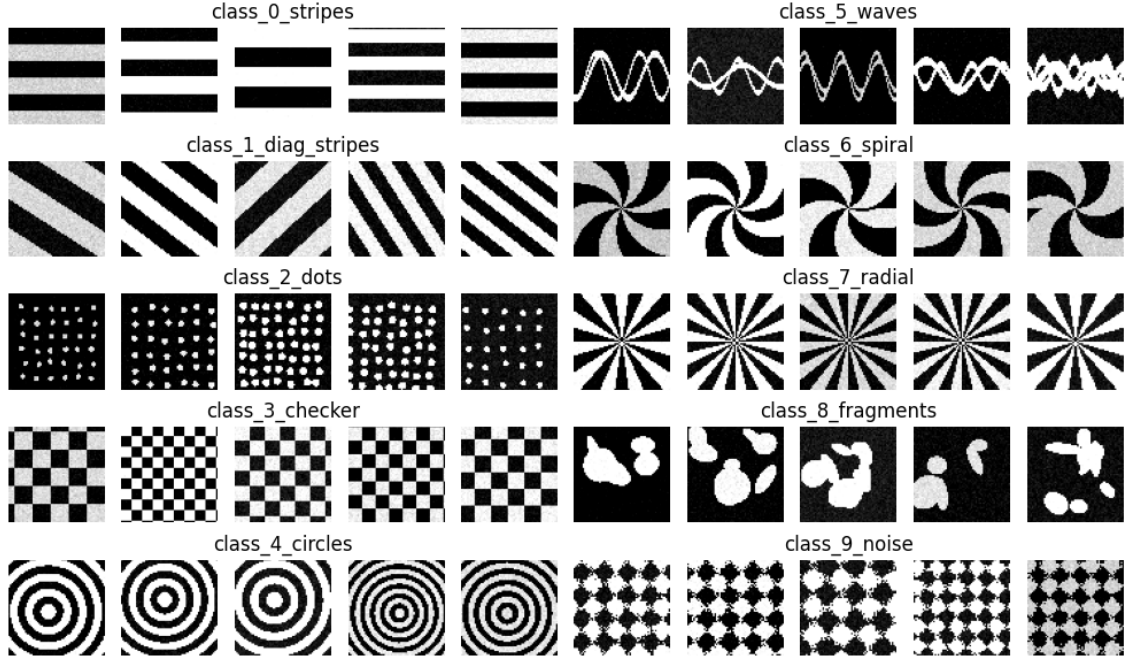 class_0_stripes
class_5_waves
class_1_diag_stripes
class_6_spiral
class_2_dots
class_7_radial
class_3_checker
class_8_fragments
class_4_circles
class_9_noise